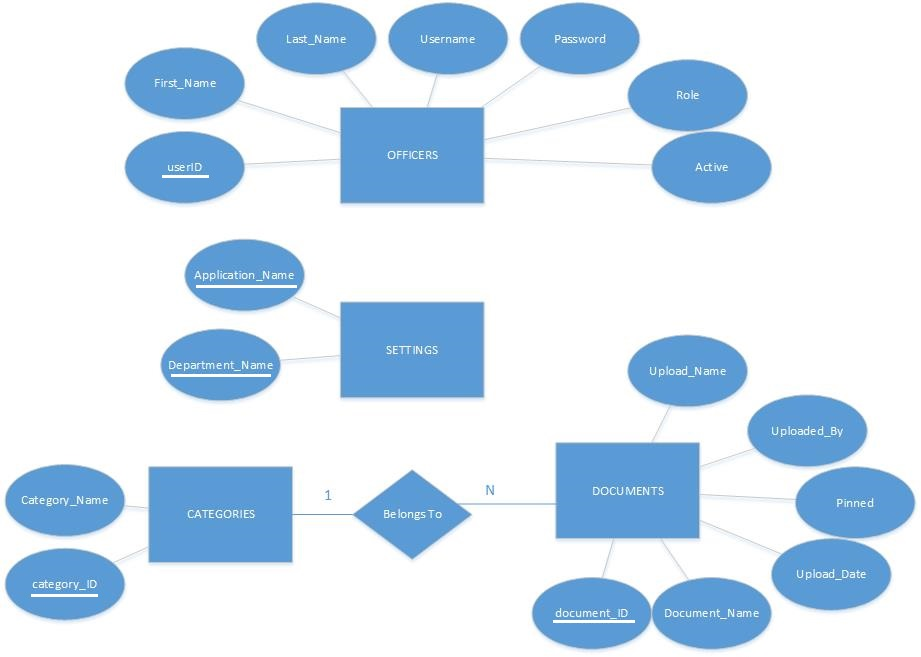 Last_Name
Username
Password
First_Name
Role
OFFICERS
userID
Active
Application_Name
SETTINGS
Department_Name
Upload_Name
Uploaded_By
Category_Name
1
N
DOCUMENTS
Pinned
CATEGORIES
Belongs To
Upload_Date
category_ID
document_ID
Document_Name